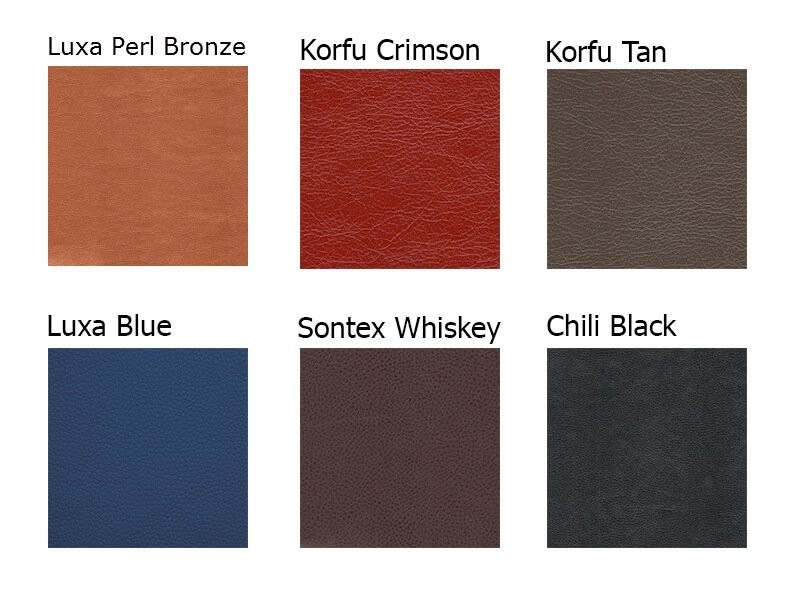 Luxa Perl Bronze
Korfu Crimson
Korfu Tan
Luxa Blue
Sontex Whiskey
Chili Black